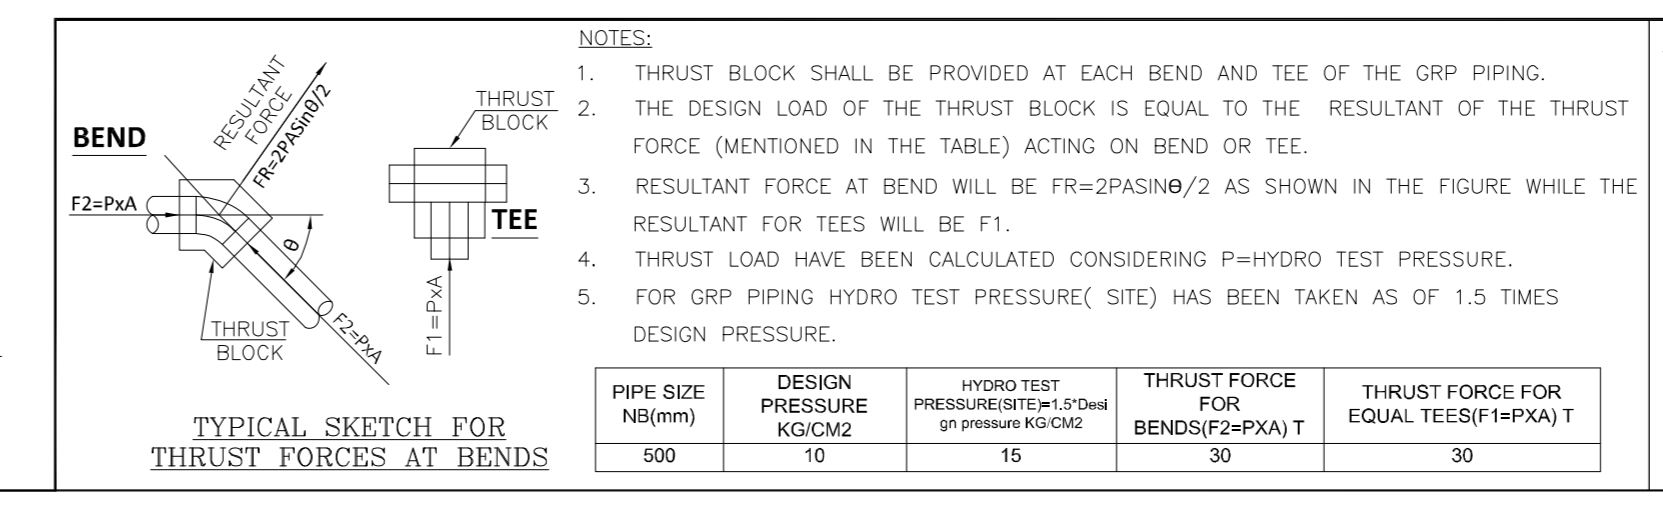 BEND
RESULTANT
FORCE
FR=2PASinθ/2
F2=PxA
θ
F2=PxA
THRUST
BLOCK
THRUST
BLOCK
TEE
F1=PxA
TYPICAL SKETCH FOR
THRUST FORCES AT BENDS
NOTES:
1. THRUST BLOCK SHALL BE PROVIDED AT EACH BEND AND TEE OF THE GRP PIPING.
2. THE DESIGN LOAD OF THE THRUST BLOCK IS EQUAL TO THE RESULTANT OF THE THRUST
FORCE (MENTIONED IN THE TABLE) ACTING ON BEND OR TEE.
3. RESULTANT FORCE AT BEND WILL BE FR=2PASINθ/2 AS SHOWN IN THE FIGURE WHILE THE
RESULTANT FOR TEES WILL BE F1.
4. THRUST LOAD HAVE BEEN CALCULATED CONSIDERING P=HYDRO TEST PRESSURE.
5. FOR GRP PIPING HYDRO TEST PRESSURE( SITE) HAS BEEN TAKEN AS OF 1.5 TIMES
DESIGN PRESSURE.
PIPE SIZE
NB(mm)
DESIGN
PRESSURE
KG/CM2
HYDRO TEST
PRESSURE(SITE)=1.5*Desi
gn pressure KG/CM2
THRUST FORCE
FOR
BENDS(F2=PXA) T
THRUST FORCE FOR
EQUAL TEES(F1=PXA) T
500 10 15 30 30